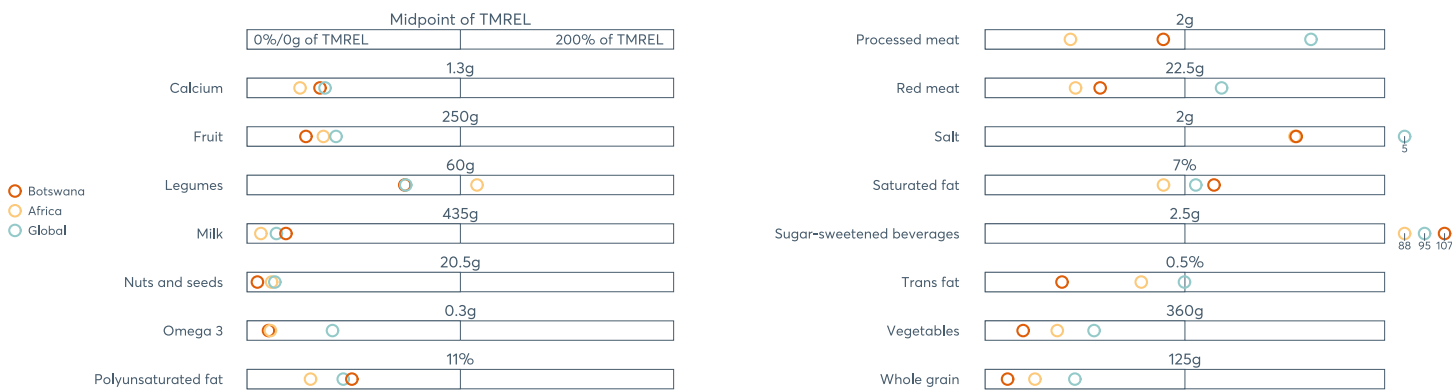 Midpoint of TMREL
0%/0g of TMREL 200% of TMREL
1.3g
Calcium
250g
Fruit
60g
Legumes
435g
Milk
20.5g
Nuts and seeds
0.3g
Omega 3
11%
Polyunsaturated fat
Botswana
Africa
Global
2g
Processed meat
22.5g
Red meat
2g
Salt
5
7%
Saturated fat
2.5g
Sugar-sweetened beverages
88 95 107
0.5%
Trans fat
360g
Vegetables
125g
Whole grain